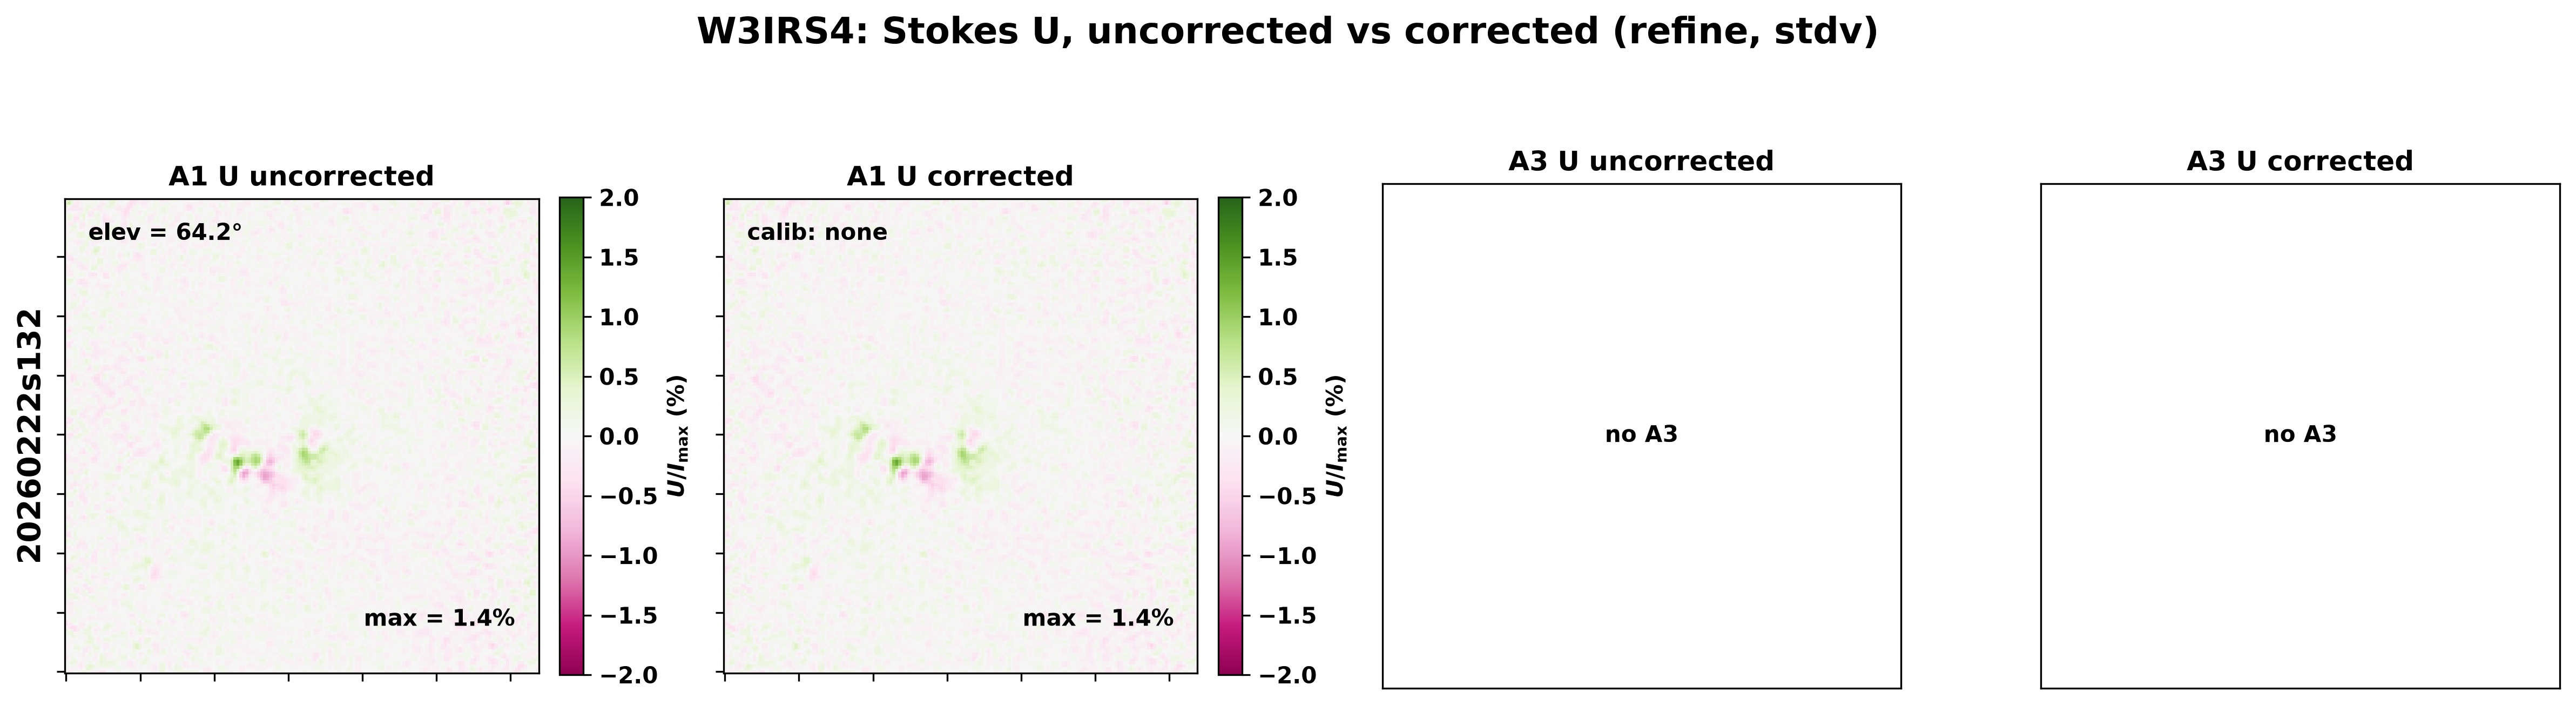 W3IRS4: Stokes U, uncorrected vs corrected (refine, stdv)
A1 U uncorrected
A1 U corrected
A3 U uncorrected
A3 U corrected
20260222s132
elev = 64.2°
max = 1.4%
2.0
1.5
1.0
0.5
0.0
−0.5
−1.0
−1.5
−2.0
U/Imax (%)
calib: none
max = 1.4%
2.0
1.5
1.0
0.5
0.0
−0.5
−1.0
−1.5
−2.0
U/Imax (%)
no A3
no A3